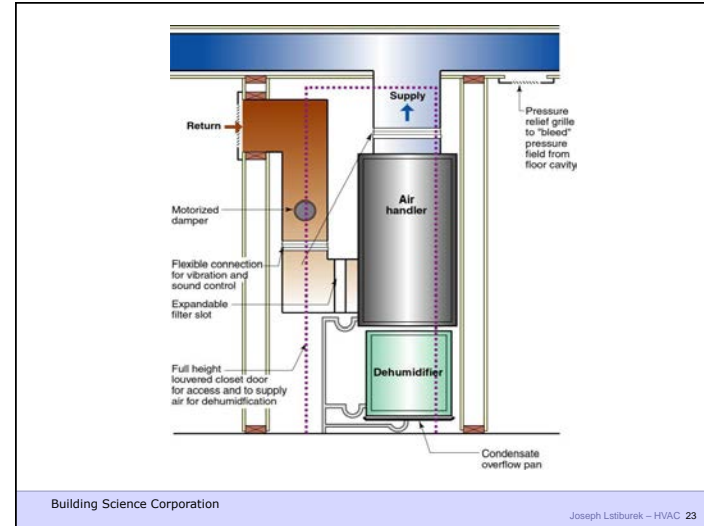 Supply
Return
Pressure
relief grille
to "bleed"
pressure
field from
floor cavity
Air
handler
Motorized
damper
Flexible connection
for vibration and
sound control
Expandable
filter slot
Full height
louvered closet door
for access and to supply
air for dehumidfication
Dehumidifier
Condensate
overflow pan
Building Science Corporation
Joseph Lstiburek – HVAC 23